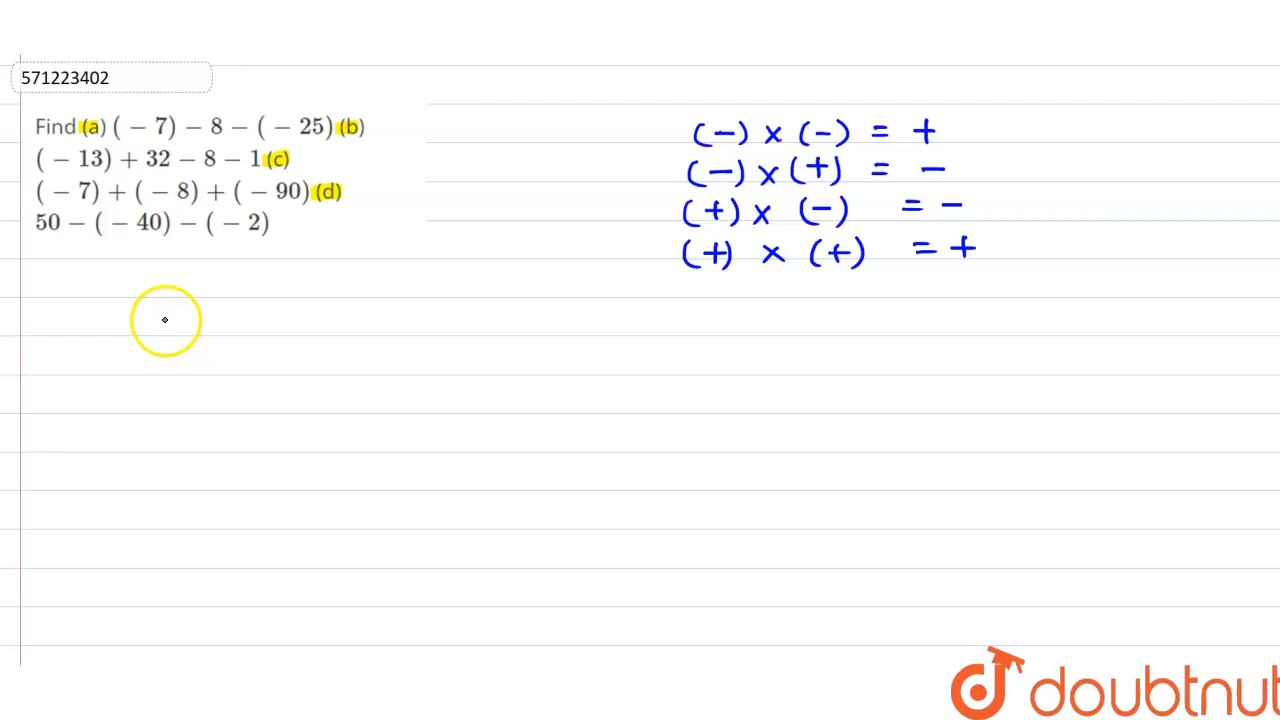 571223402
Find (a) ( − 7) − 8 − ( − 25) (b)
( − 13) + 32 − 8 − 1 (c)
( − 7) + ( − 8) + ( − 90) (d)
50 − ( − 40) − ( − 2)
(−) × (−) = +
(−) × (+) = −
(+) × (−) = −
(+) × (+) = +
doubtnut